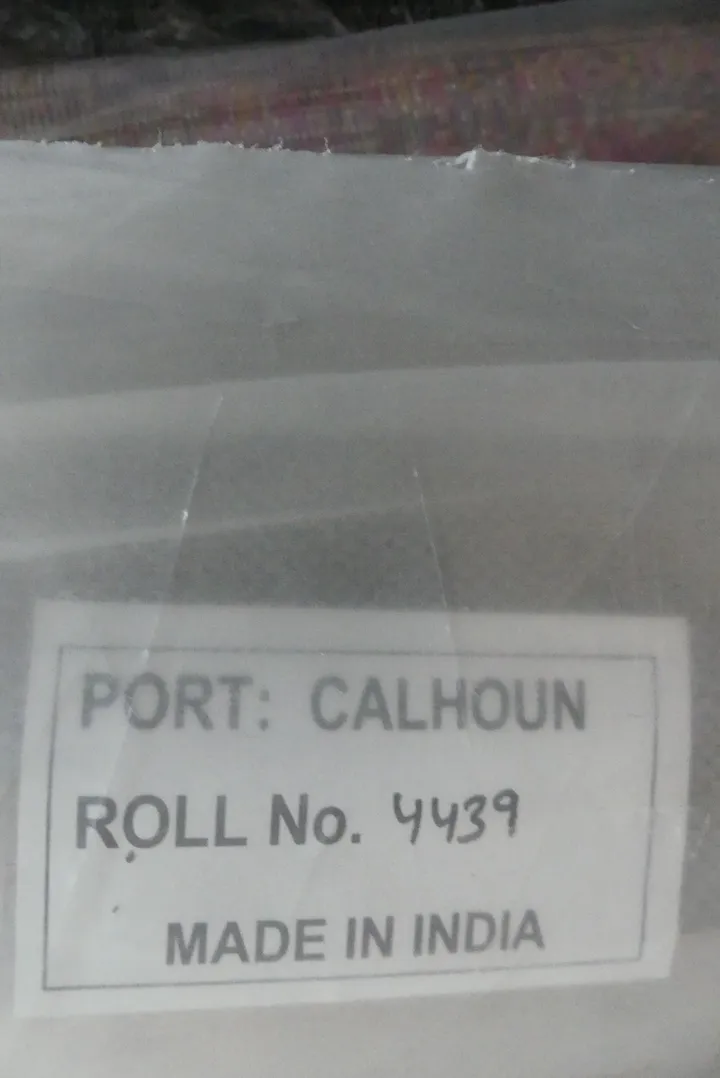 PORT: CALHOUN
ROLL No. 4439
MADE IN INDIA